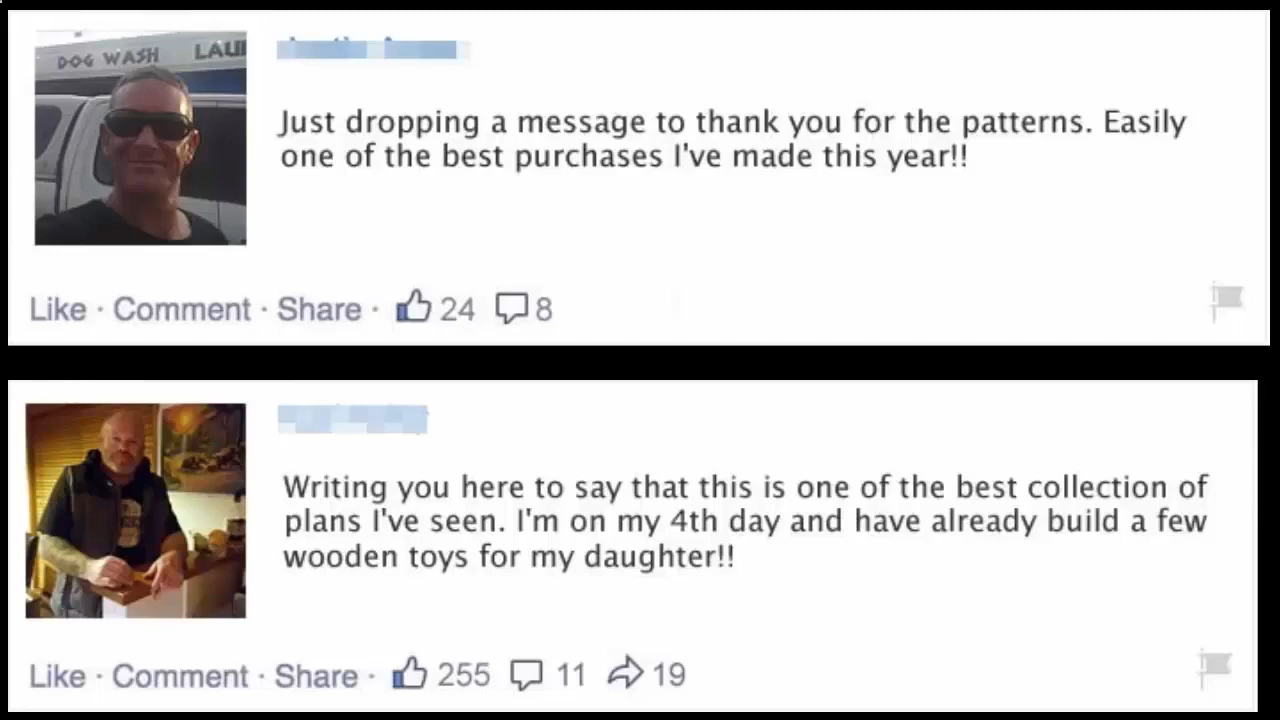 DOG WASH
Just dropping a message to thank you for the patterns. Easily
one of the best purchases I've made this year!!
Like · Comment · Share · 24 8
Writing you here to say that this is one of the best collection of
plans I've seen. I'm on my 4th day and have already build a few
wooden toys for my daughter!!
Like · Comment · Share · 255 11 19